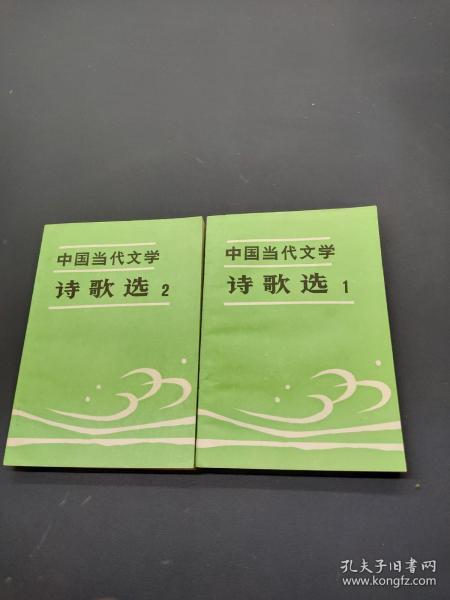 中国当代文学
诗歌选 2
中国当代文学
诗歌选 1
孔夫子旧书网
www.kongfz.com